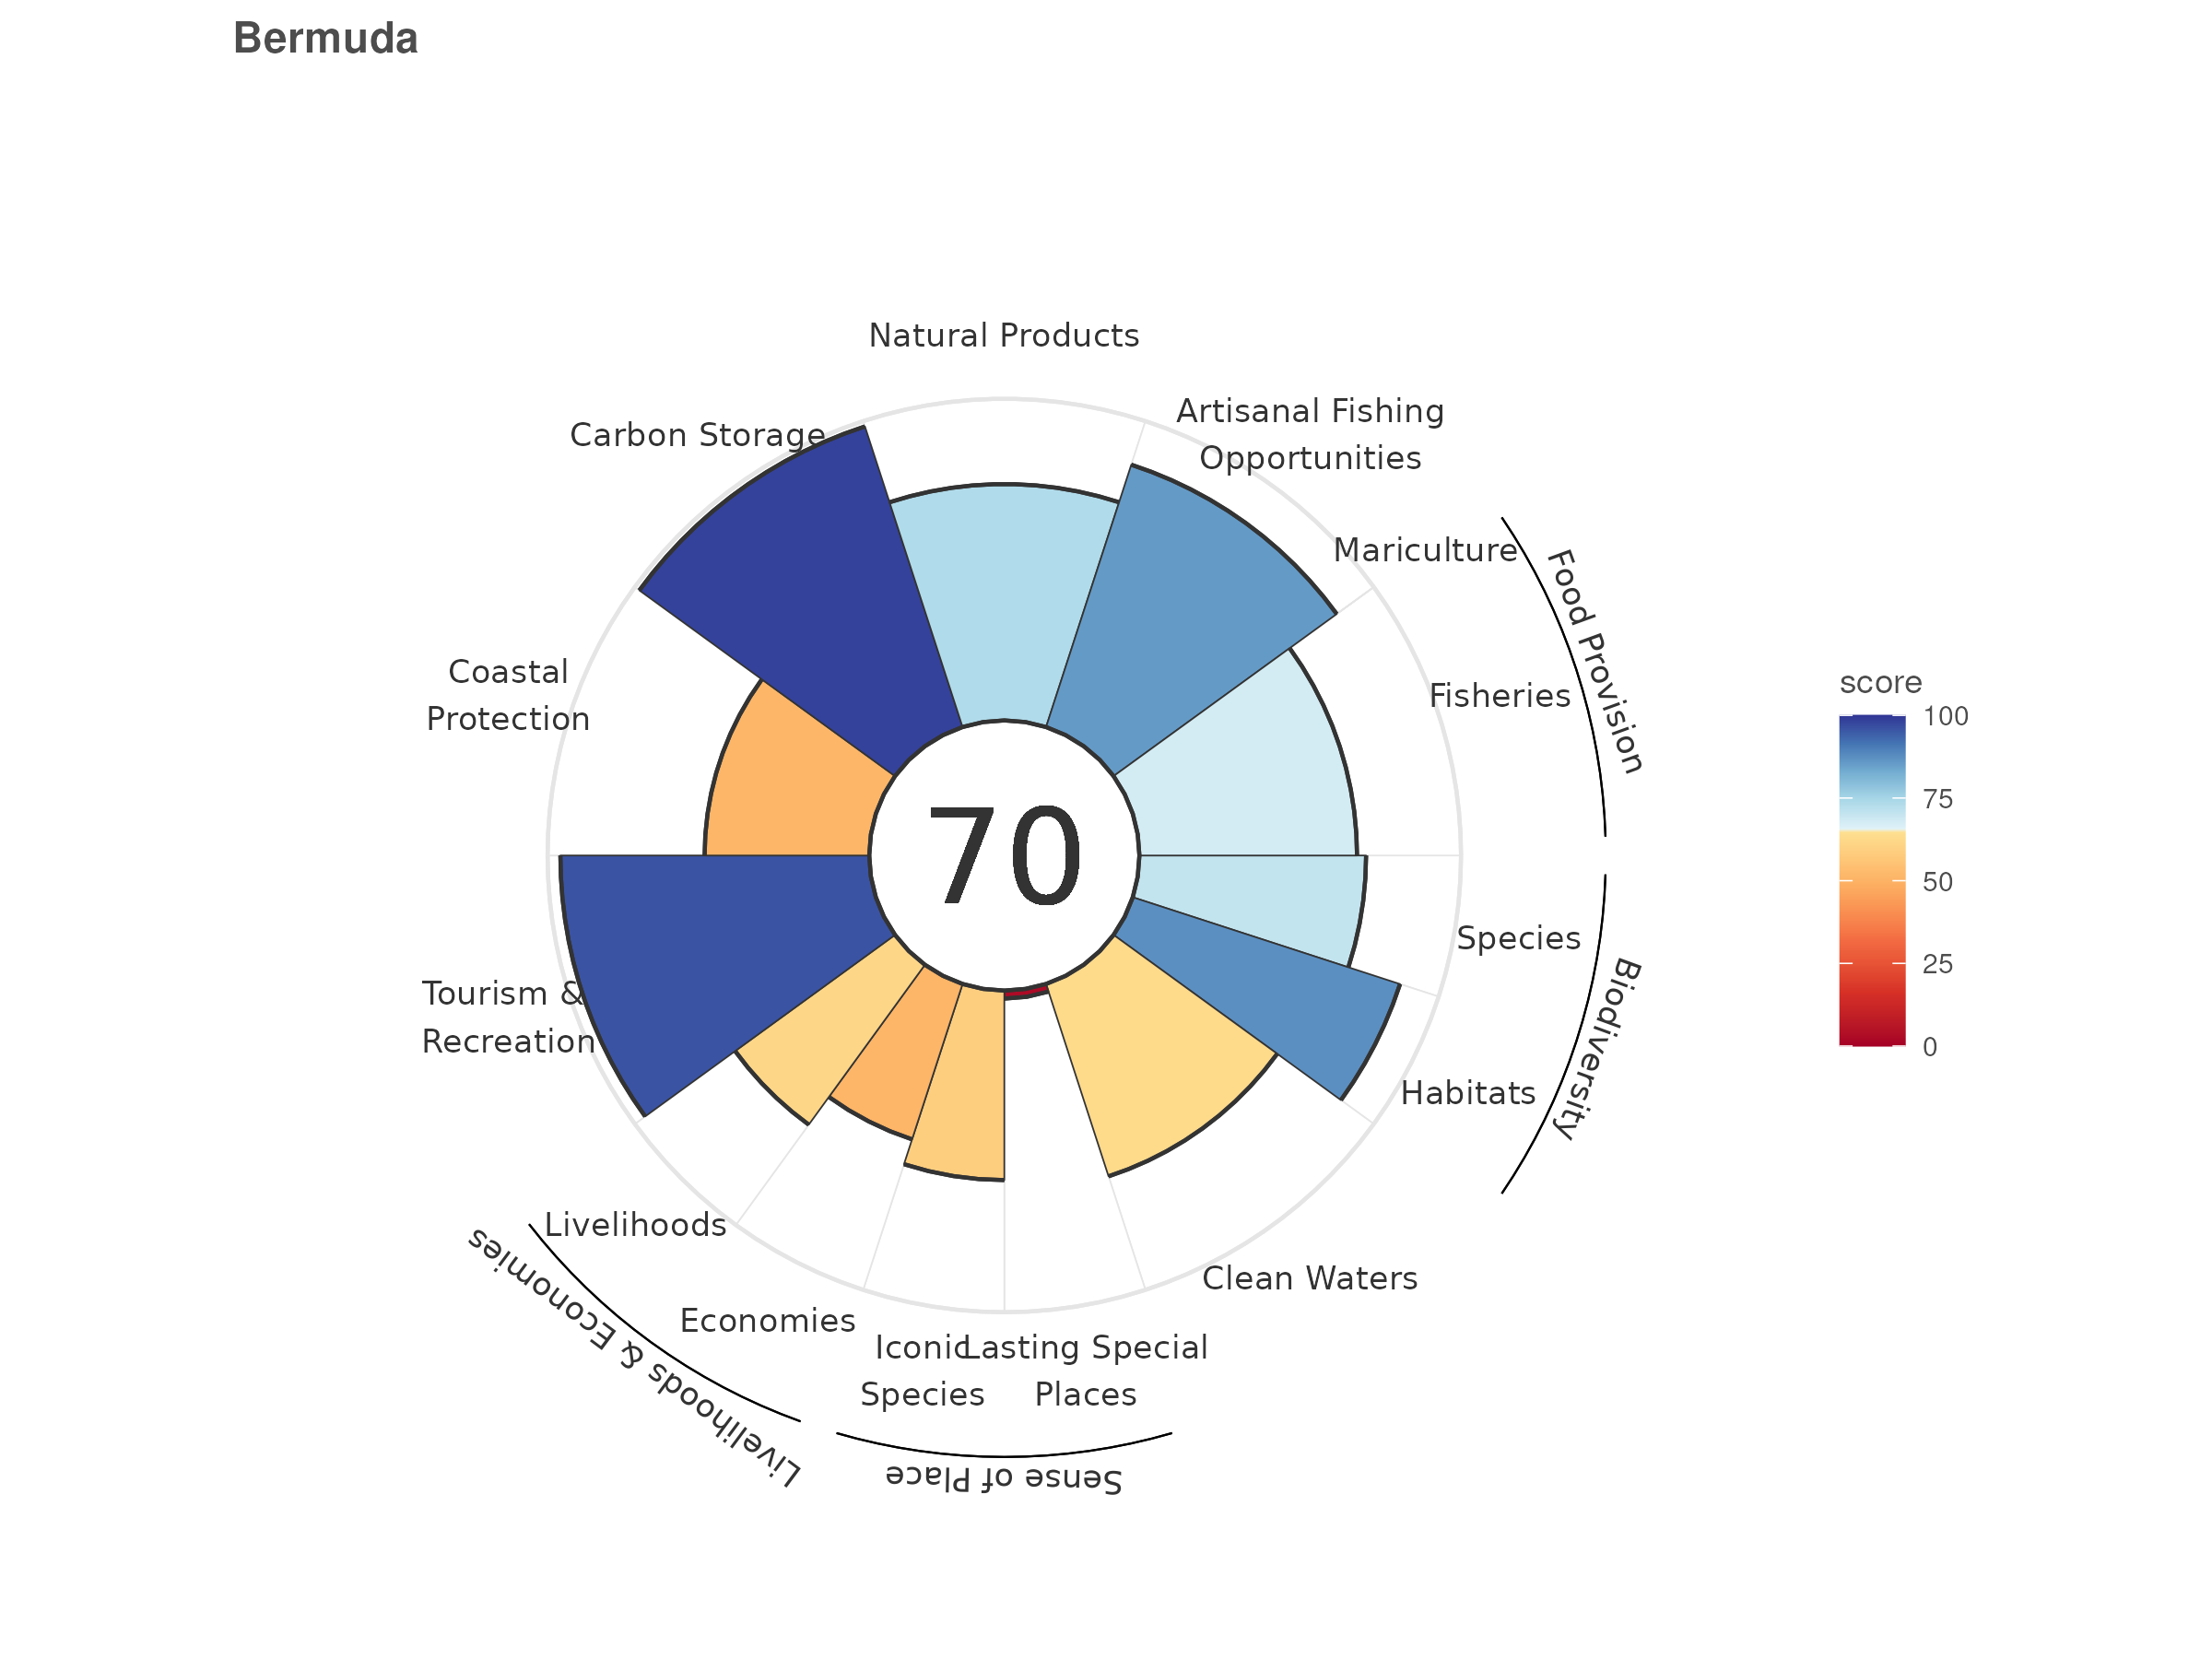 Bermuda
Natural Products
Artisanal Fishing
Opportunities
Carbon Storage
Mariculture
Food Provision
Coastal
Protection
Fisheries
score
100
75
50
25
0
70
Species
Biodiversity
Tourism &
Recreation
Habitats
Livelihoods
Clean Waters
Livelihoods & Economies
Economies
Iconic
Species
Lasting Special
Places
Sense of Place